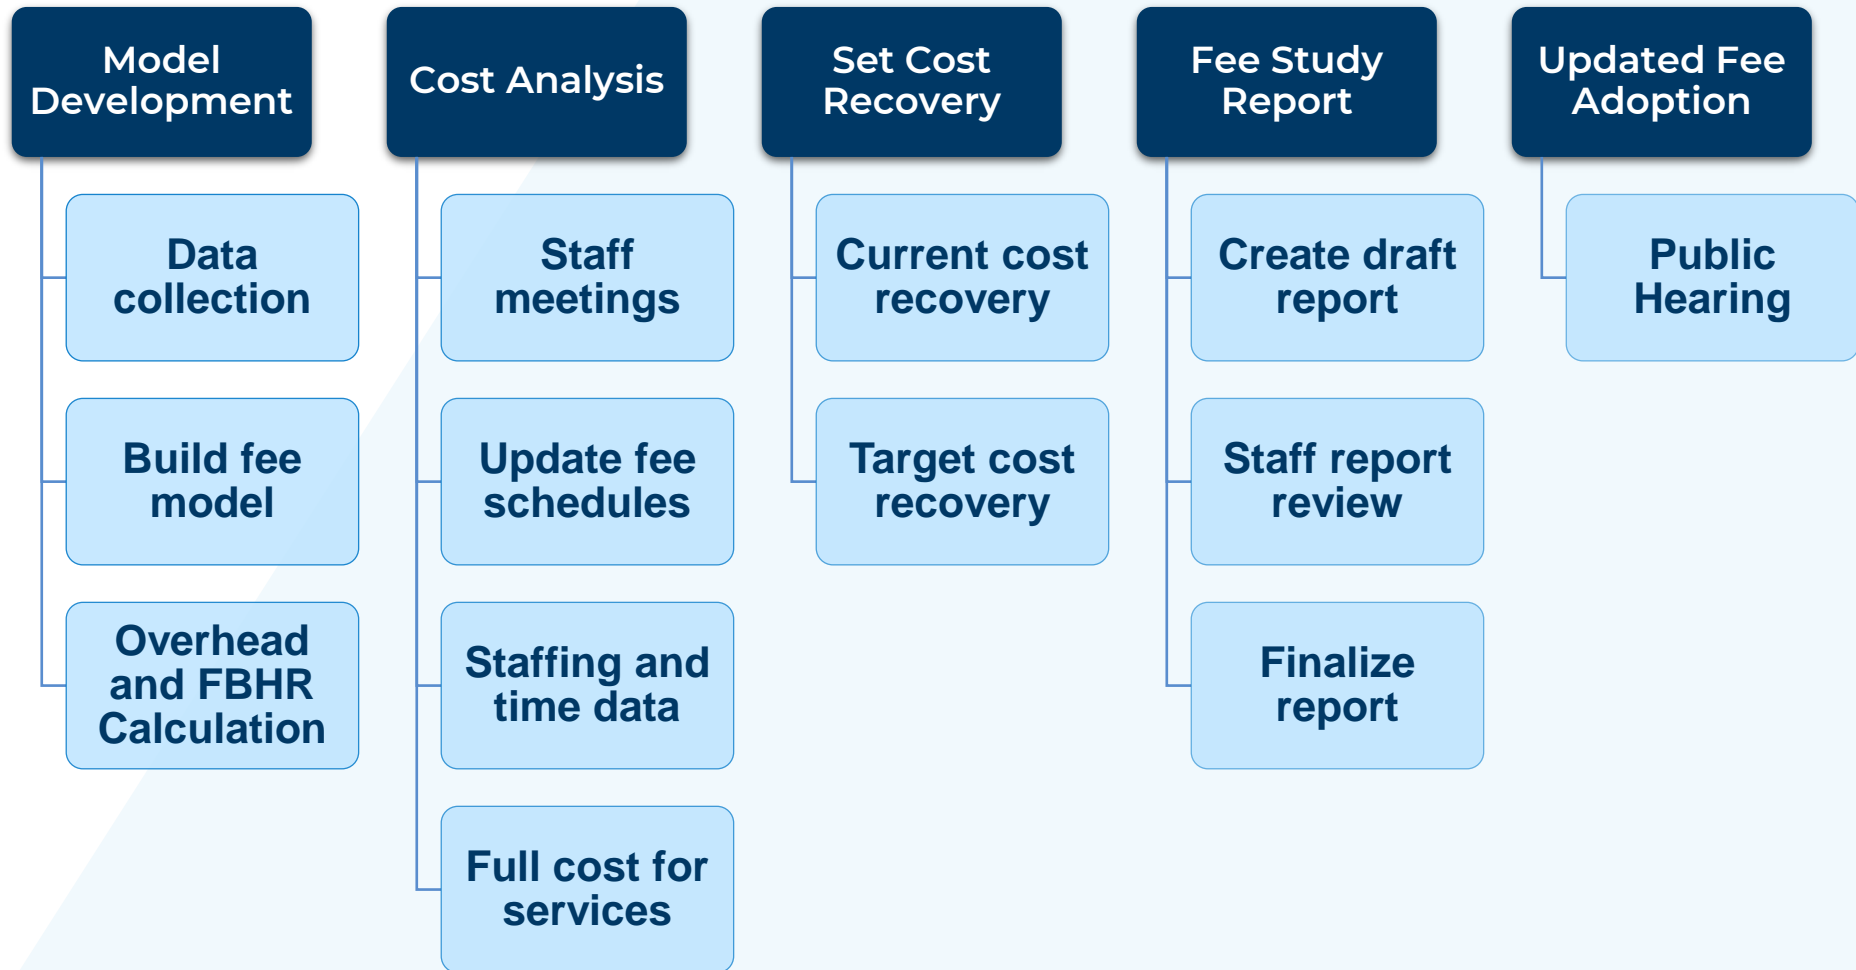 Model
Development
Data
collection
Build fee
model
Overhead
and FBHR
Calculation
Cost Analysis
Staff
meetings
Update fee
schedules
Staffing and
time data
Full cost for
services
Set Cost
Recovery
Current cost
recovery
Target cost
recovery
Fee Study
Report
Create draft
report
Staff report
review
Finalize
report
Updated Fee
Adoption
Public
Hearing